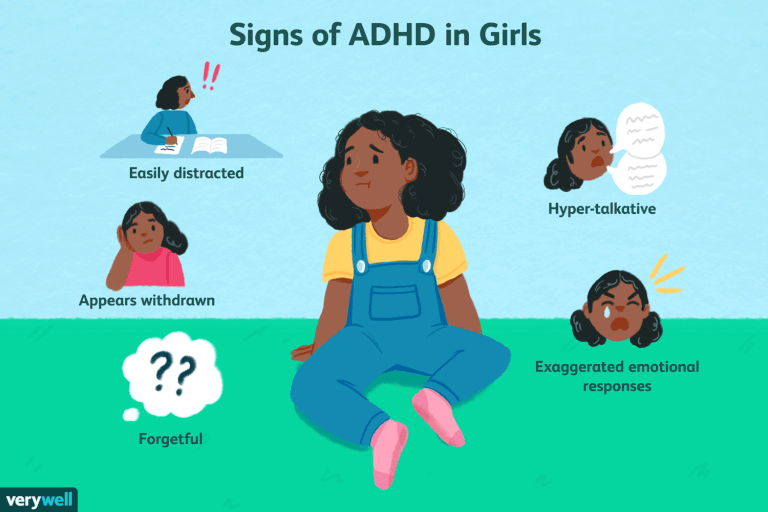 Signs of ADHD in Girls
Easily distracted
Appears withdrawn
??
Forgetful
!!
Hyper-talkative
Exaggerated emotional
responses
verywell